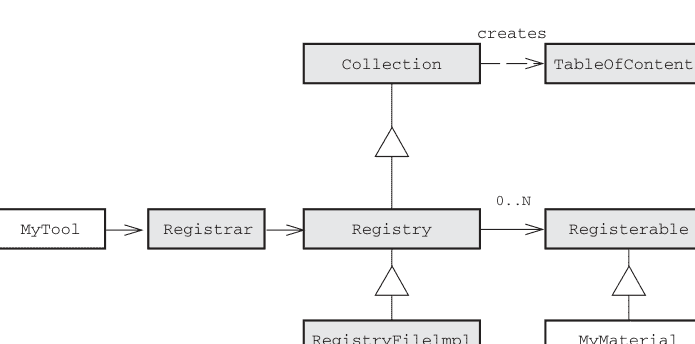 creates
Collection
TableOfContent
0..N
MyTool
Registrar
Registry
Registerable
RegistryFileImpl
MyMaterial